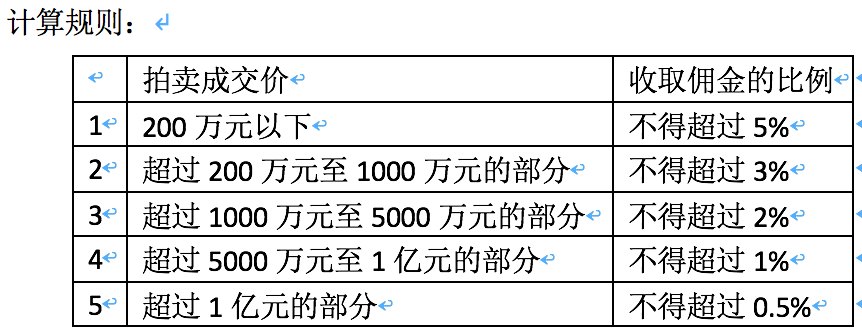 计算规则：
拍卖成交价 收取佣金的比例
1 200 万元以下 不得超过 5%
2 超过 200 万元至 1000 万元的部分 不得超过 3%
3 超过 1000 万元至 5000 万元的部分 不得超过 2%
4 超过 5000 万元至 1 亿元的部分 不得超过 1%
5 超过 1 亿元的部分 不得超过 0.5%